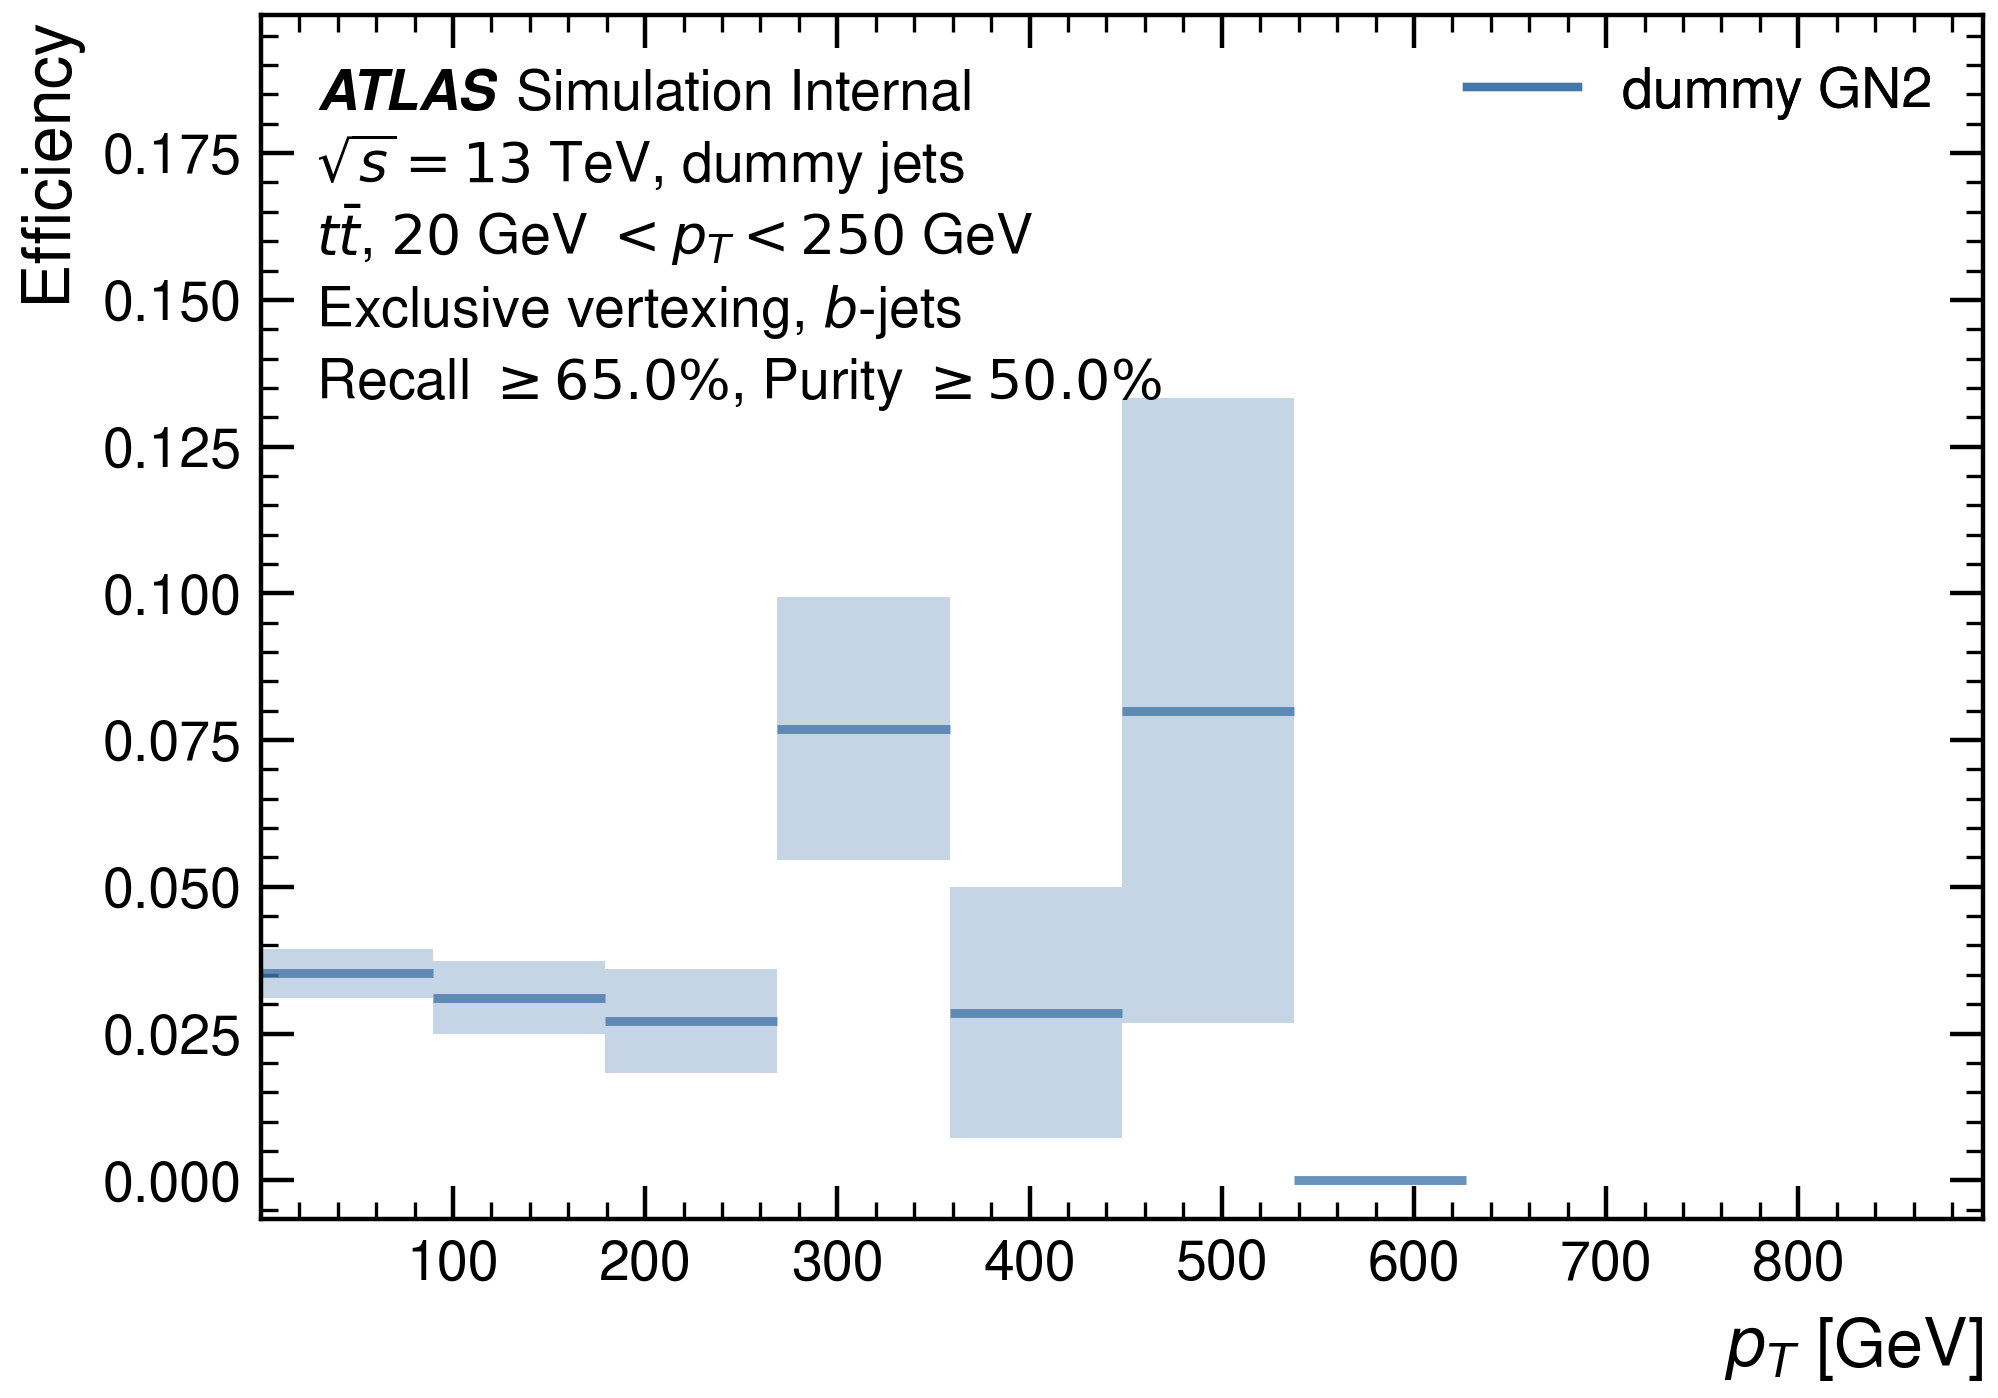 Efficiency
ATLAS Simulation Internal
√s = 13 TeV, dummy jets
tt̄, 20 GeV < p_T < 250 GeV
Exclusive vertexing, b-jets
Recall ≥ 65.0%, Purity ≥ 50.0%
dummy GN2
0.175
0.150
0.125
0.100
0.075
0.050
0.025
0.000
100 200 300 400 500 600 700 800
p_T [GeV]